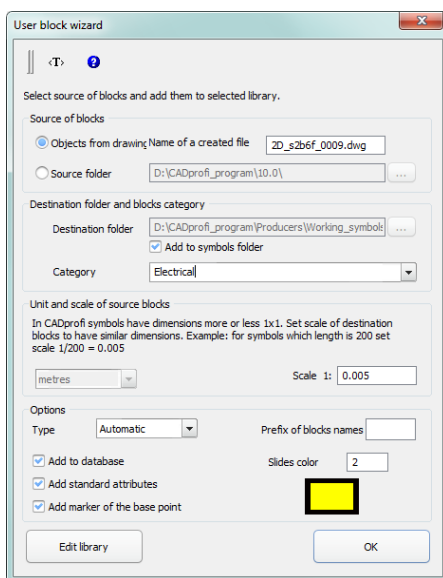 User block wizard
<T>
Select source of blocks and add them to selected library.
Source of blocks
Objects from drawing Name of a created file 2D_s2b6f_0009.dwg
Source folder D:\CADprofi_program\10.0\ ...
Destination folder and blocks category
Destination folder D:\CADprofi_program\Producers\Working_symbols ...
Add to symbols folder
Category Electrical
Unit and scale of source blocks
In CADprofi symbols have dimensions more or less 1x1. Set scale of destination
blocks to have similar dimensions. Example: for symbols which length is 200 set
scale 1/200 = 0.005
metres Scale 1: 0.005
Options
Type Automatic Prefix of blocks names
Add to database Slides color 2
Add standard attributes
Add marker of the base point
Edit library OK